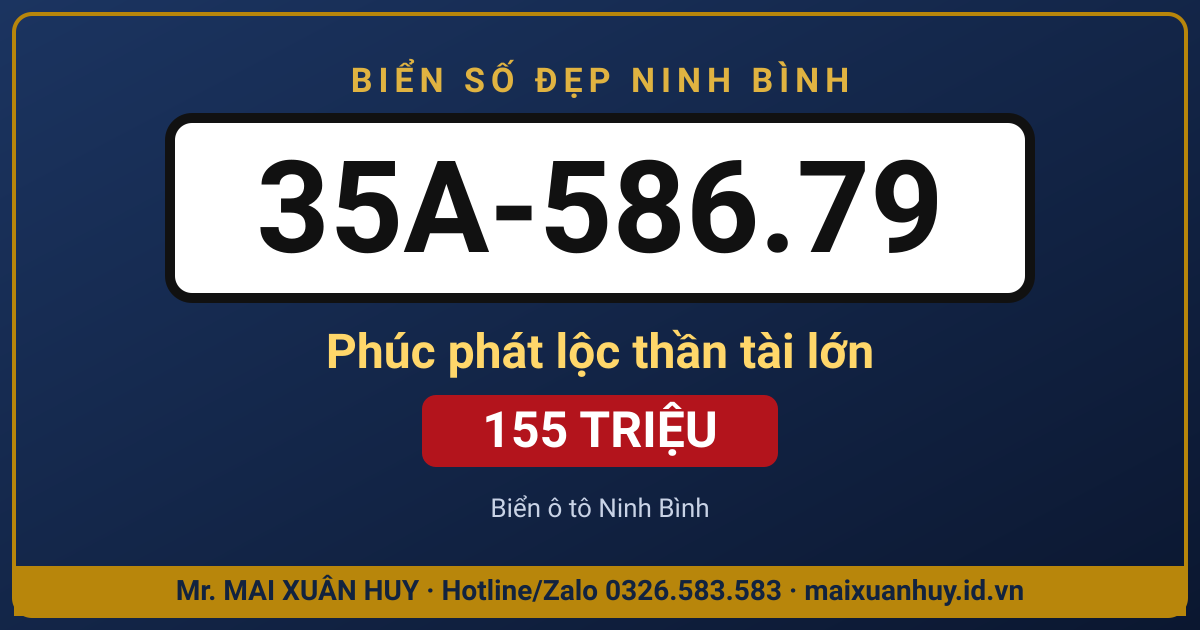 BIỂN SỐ ĐẸP NINH BÌNH
35A-586.79
Phúc phát lộc thần tài lớn
155 TRIỆU
Biển ô tô Ninh Bình
Mr. MAI XUÂN HUY · Hotline/Zalo 0326.583.583 · maixuanhuy.id.vn